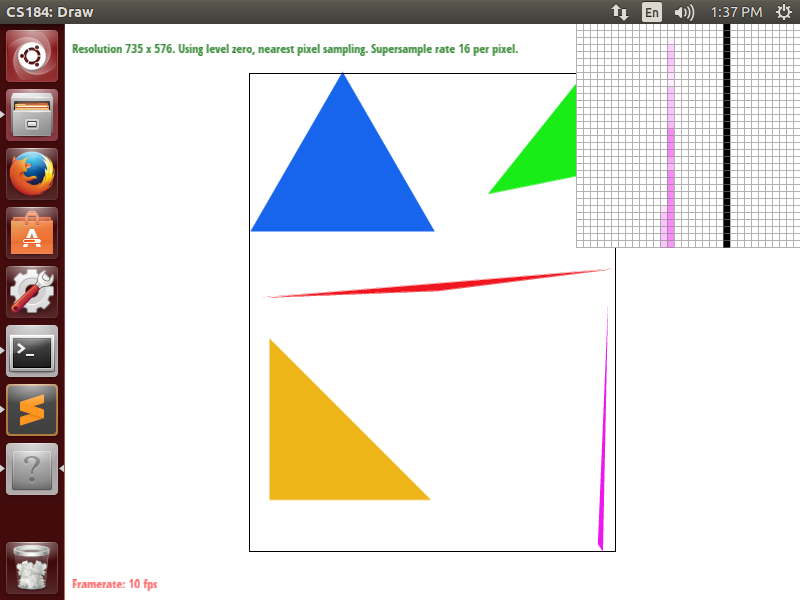 CS184: Draw
En
1:37 PM
Resolution 735 x 576. Using level zero, nearest pixel sampling. Supersample rate 16 per pixel.
Framerate: 10 fps